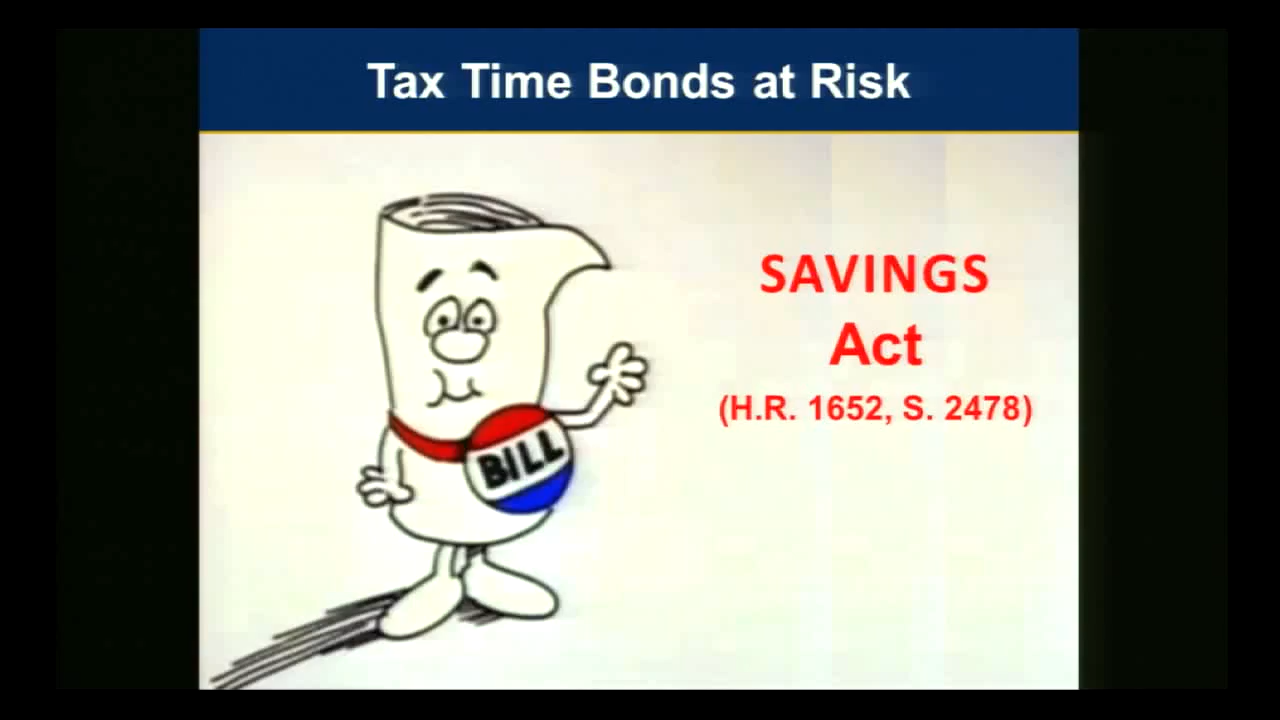 Tax Time Bonds at Risk
SAVINGS
Act
(H.R. 1652, S. 2478)
BILL